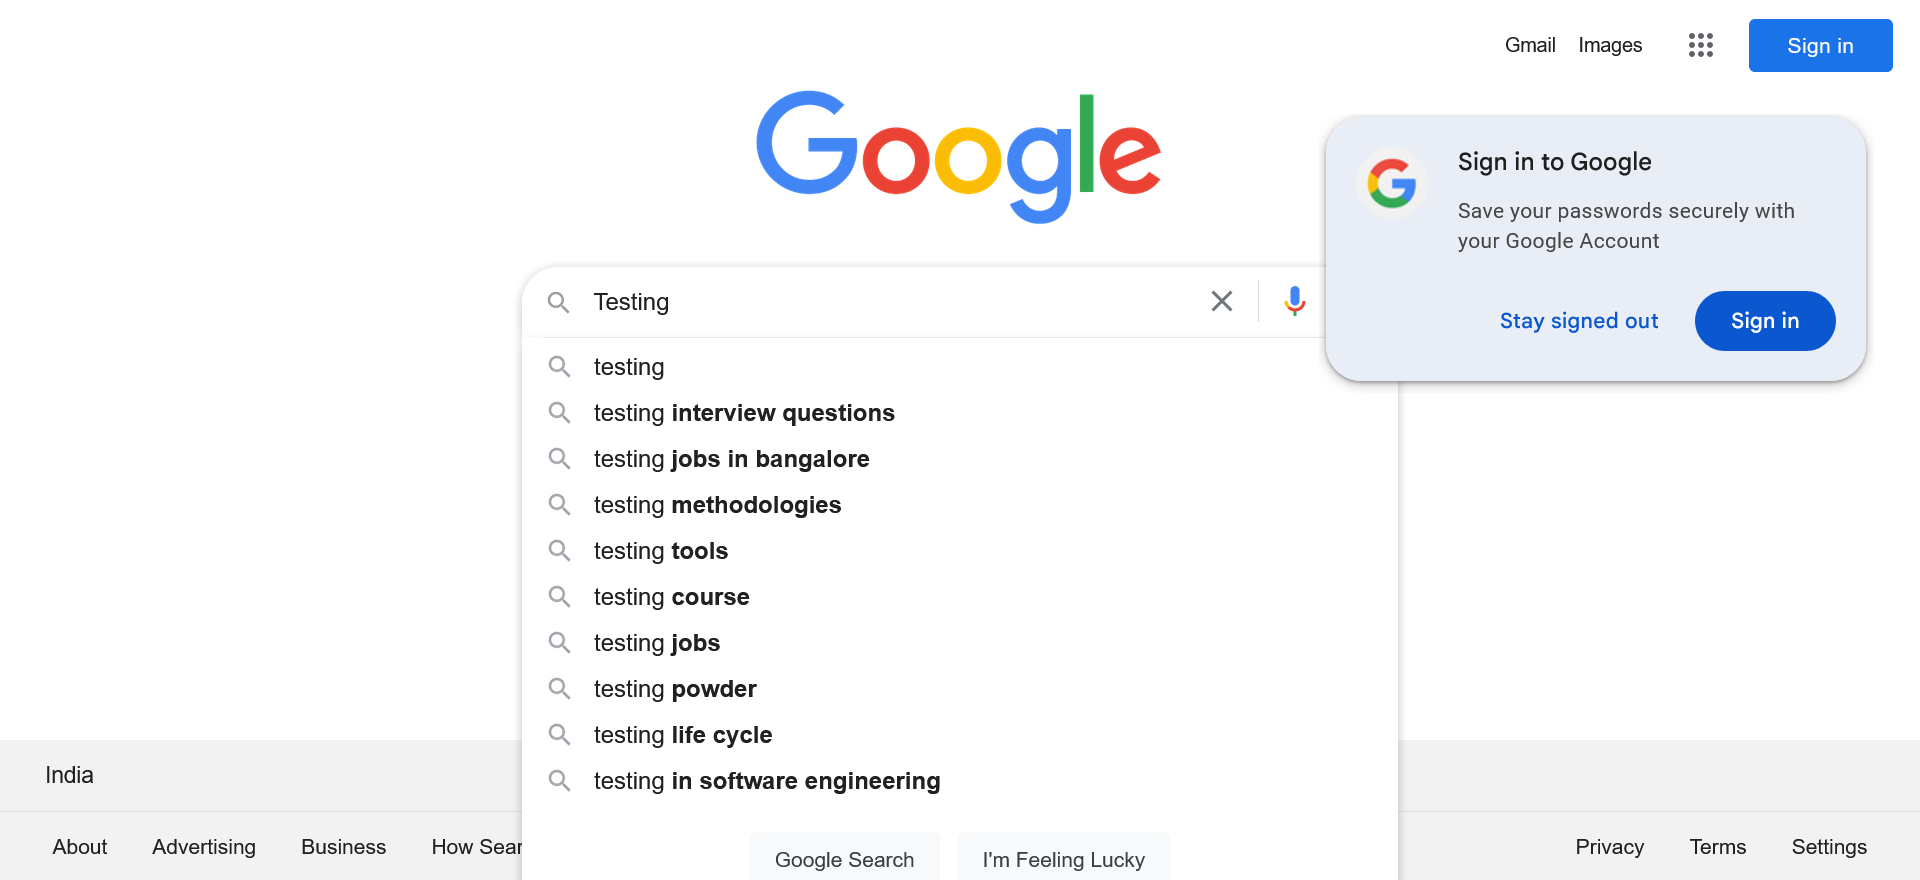 Gmail Images Sign in
Google
Sign in to Google
Save your passwords securely with
your Google Account
Stay signed out Sign in
Testing
testing
testing interview questions
testing jobs in bangalore
testing methodologies
testing tools
testing course
testing jobs
testing powder
testing life cycle
testing in software engineering
Google Search I'm Feeling Lucky
India
About Advertising Business How Sear
Privacy Terms Settings